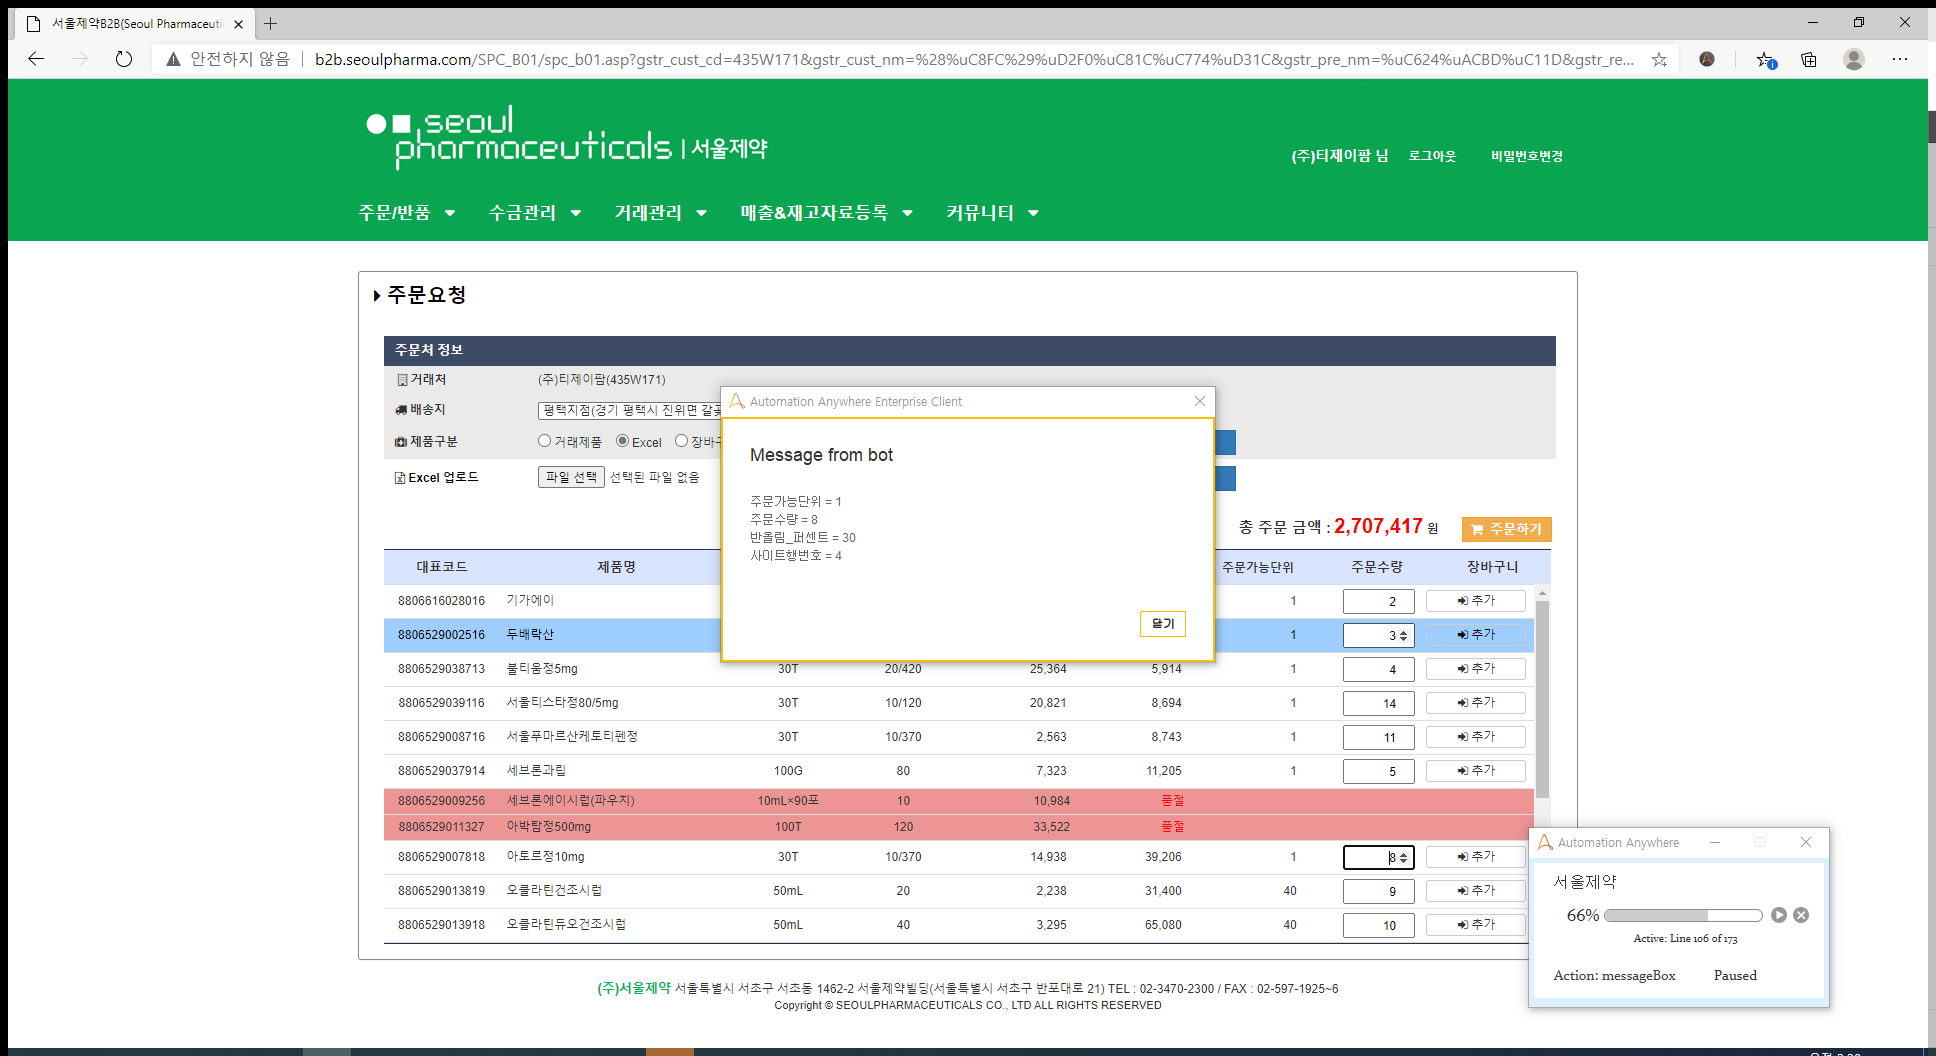 서울제약B2B(Seoul Pharmaceuti
안전하지 않음
b2b.seoulpharma.com/SPC_B01/spc_b01.asp?gstr_cust_cd=435W171&gstr_cust_nm=%28%uC8FC%29%uD2F0%uC81C%uC774%uD31C&gstr_pre_nm=%uC624%uACBD%uC11D&gstr_re...
seoul
pharmaceuticals | 서울제약
(주)티제이팜 님 로그아웃 비밀번호변경
주문/반품 수금관리 거래관리 매출&재고자료등록 커뮤니티
주문요청
주문처 정보
거래처 (주)티제이팜(435W171)
배송지 평택지점(경기 평택시 진위면 갈곶
제품구분 거래제품 Excel 장바구
Excel 업로드 파일 선택 선택된 파일 없음
Automation Anywhere Enterprise Client
Message from bot
주문가능단위 = 1
주문수량 = 8
반올림_퍼센트 = 30
사이트행번호 = 4
닫기
총 주문 금액 : 2,707,417 원 주문하기
대표코드 제품명 주문가능단위 주문수량 장바구니
8806616028016 기가에이 1 2 추가
8806529002516 두배락산 1 3 추가
8806529038713 불티움정5mg 30T 20/420 25,364 5,914 1 4 추가
8806529039116 서울티스타정80/5mg 30T 10/120 20,821 8,694 1 14 추가
8806529008716 서울푸마르산케토티펜정 30T 10/370 2,563 8,743 1 11 추가
8806529037914 세브론과립 100G 80 7,323 11,205 1 5 추가
8806529009256 세브론에이시럽(파우치) 10mL×90포 10 10,984 품절
8806529011327 아박탐정500mg 100T 120 33,522 품절
8806529007818 아토르정10mg 30T 10/370 14,938 39,206 1 8 추가
8806529013819 오클라틴건조시럽 50mL 20 2,238 31,400 40 9 추가
8806529013918 오클라틴듀오건조시럽 50mL 40 3,295 65,080 40 10 추가
Automation Anywhere
서울제약
66%
Active: Line 106 of 173
Action: messageBox Paused
(주)서울제약 서울특별시 서초구 서초동 1462-2 서울제약빌딩(서울특별시 서초구 반포대로 21) TEL : 02-3470-2300 / FAX : 02-597-1925~6
Copyright © SEOULPHARMACEUTICALS CO., LTD ALL RIGHTS RESERVED